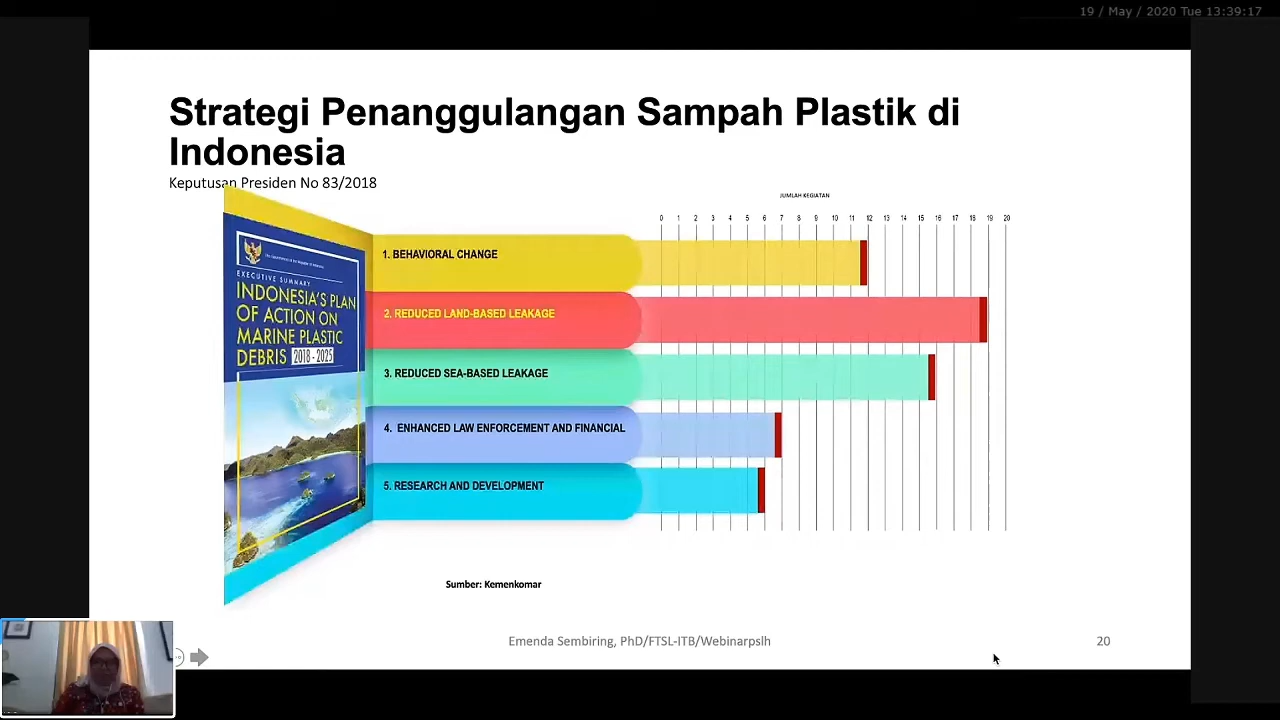 19 / May / 2020 Tue 13:39:17
Strategi Penanggulangan Sampah Plastik di
Indonesia
Keputusan Presiden No 83/2018
JUMLAH KEGIATAN
0 1 2 3 4 5 6 7 8 9 10 11 12 13 14 15 16 17 18 19 20
EXECUTIVE SUMMARY
INDONESIA'S PLAN
OF ACTION ON
MARINE PLASTIC
DEBRIS 2018 - 2025
1. BEHAVIORAL CHANGE
2. REDUCED LAND-BASED LEAKAGE
3. REDUCED SEA-BASED LEAKAGE
4. ENHANCED LAW ENFORCEMENT AND FINANCIAL
5. RESEARCH AND DEVELOPMENT
Sumber: Kemenkomar
Emenda Sembiring, PhD/FTSL-ITB/Webinarpslh
20